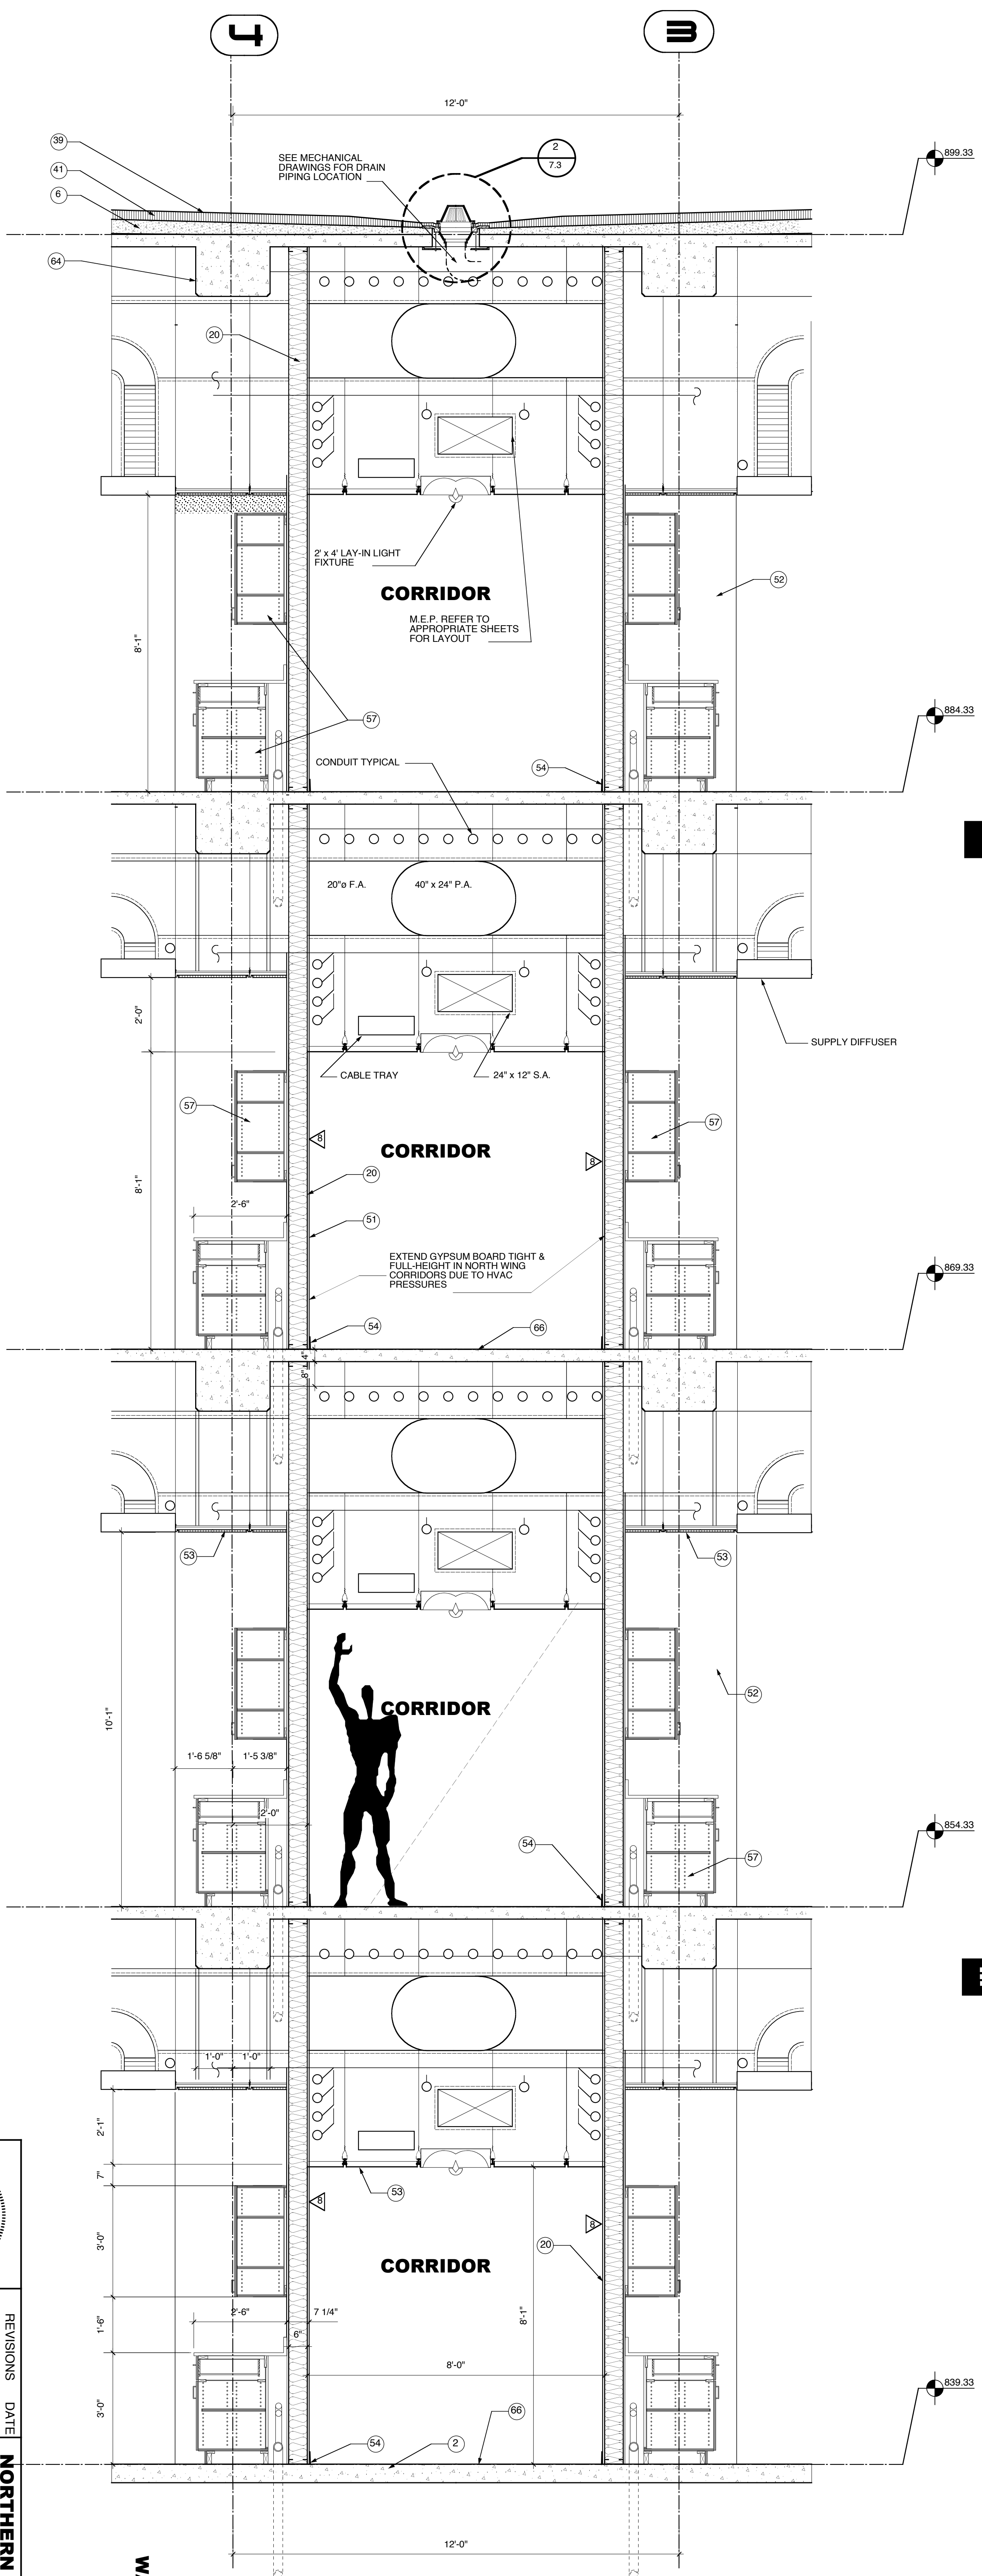 4
3
12'-0"
39
2
7.3
SEE MECHANICAL
DRAWINGS FOR DRAIN
PIPING LOCATION
899.33
41
6
64
20
2' x 4' LAY-IN LIGHT
FIXTURE
52
CORRIDOR
M.E.P. REFER TO
APPROPRIATE SHEETS
FOR LAYOUT
8'-1"
884.33
57
CONDUIT TYPICAL
54
20"ø F.A.
40" x 24" P.A.
2'-0"
SUPPLY DIFFUSER
CABLE TRAY
24" x 12" S.A.
57
57
8
CORRIDOR
8
20
8'-1"
2'-6"
51
EXTEND GYPSUM BOARD TIGHT &
FULL-HEIGHT IN NORTH WING
CORRIDORS DUE TO HVAC
PRESSURES
869.33
54
66
4"
8"
53
53
52
CORRIDOR
10'-1"
1'-6 5/8"
1'-5 3/8"
2'-0"
854.33
54
57
1'-0"
1'-0"
2'-1"
7"
53
8
8
3'-0"
20
CORRIDOR
2'-6"
7 1/4"
8'-1"
1'-6"
6"
8'-0"
839.33
3'-0"
66
54
2
REVISIONS DATE
NORTHERN
12'-0"